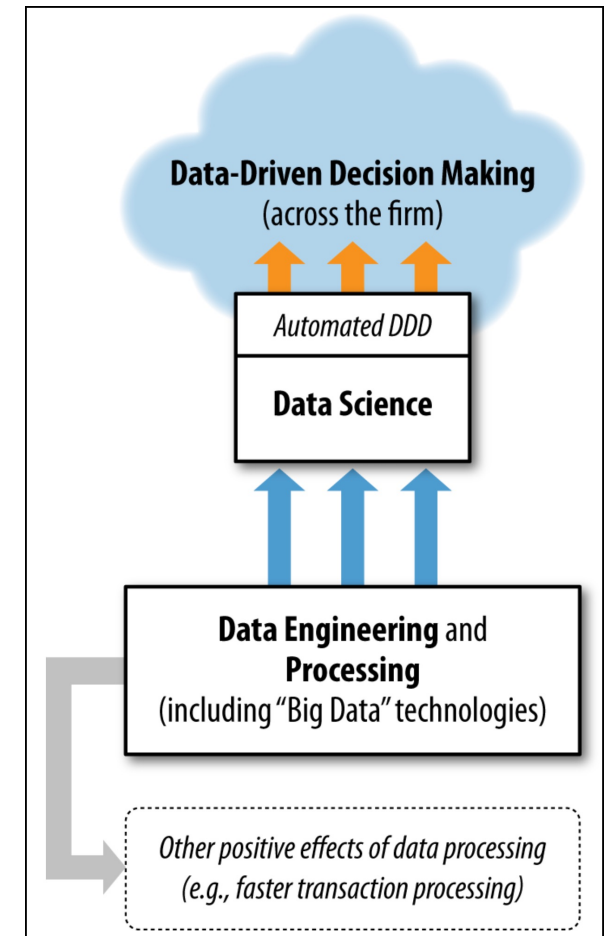 Data-Driven Decision Making
(across the firm)
Automated DDD
Data Science
Data Engineering and
Processing
(including “Big Data” technologies)
Other positive effects of data processing
(e.g., faster transaction processing)